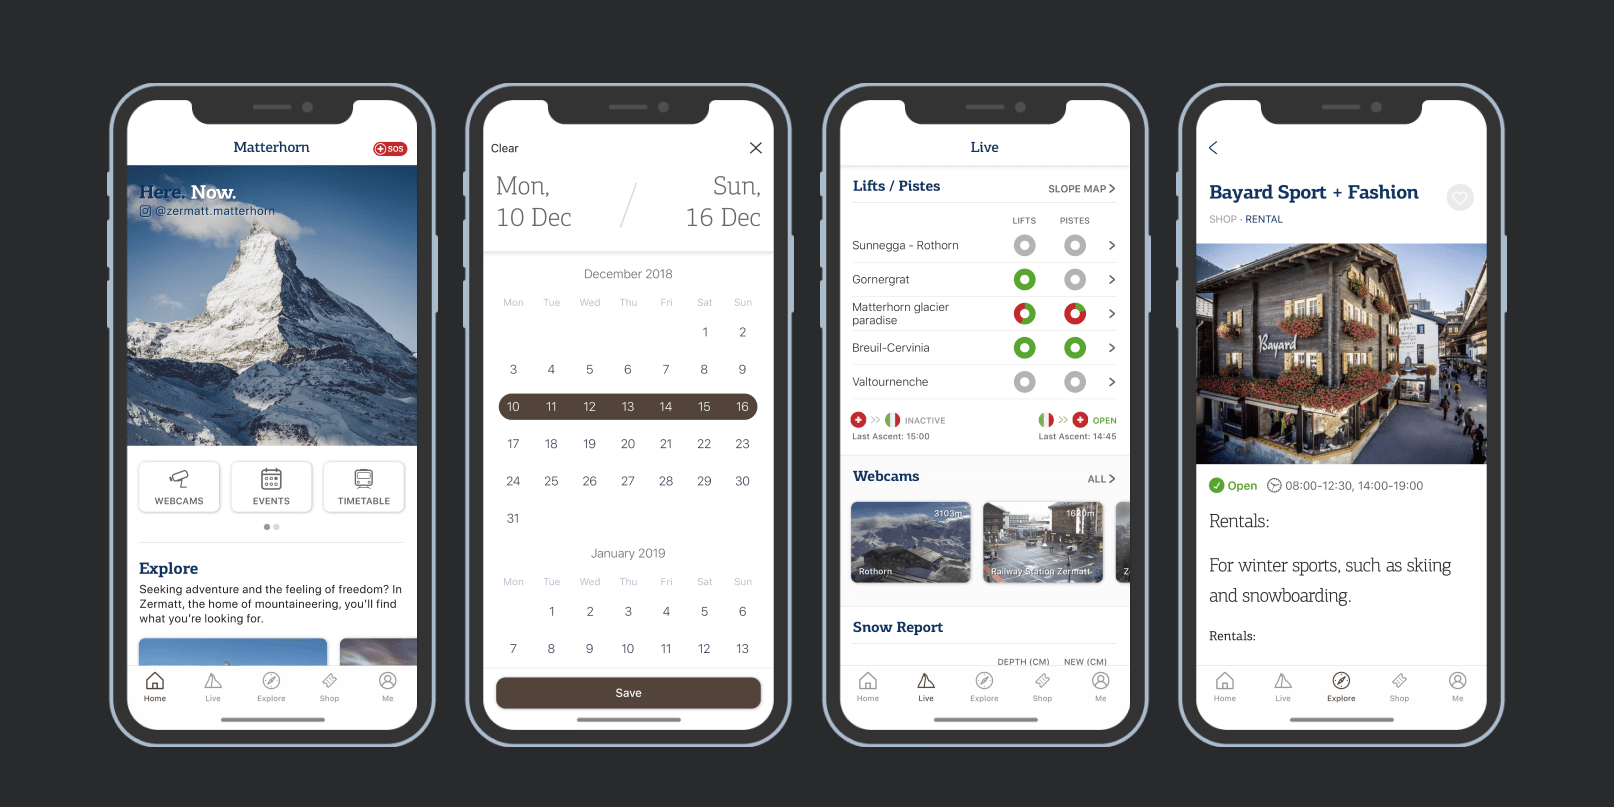 Matterhorn
SOS
Here. Now.
@zermatt.matterhorn
WEBCAMS
EVENTS
TIMETABLE
Explore
Seeking adventure and the feeling of freedom? In
Zermatt, the home of mountaineering, you'll find
what you're looking for.
Home
Live
Explore
Shop
Me
Clear
Mon,
10 Dec
Sun,
16 Dec
December 2018
Mon Tue Wed Thu Fri Sat Sun
1 2
3 4 5 6 7 8 9
10 11 12 13 14 15 16
17 18 19 20 21 22 23
24 25 26 27 28 29 30
31
January 2019
Mon Tue Wed Thu Fri Sat Sun
1 2 3 4 5 6
7 8 9 10 11 12 13
Save
Live
Lifts / Pistes
SLOPE MAP
LIFTS PISTES
Sunnegga - Rothorn
Gornergrat
Matterhorn glacier
paradise
Breuil-Cervinia
Valtournenche
INACTIVE
Last Ascent: 15:00
OPEN
Last Ascent: 14:45
Webcams
ALL
3103m
Rothorn
1620m
Railway Station Zermatt
Z
Snow Report
DEPTH (CM) NEW (CM)
Home
Live
Explore
Shop
Me
Bayard Sport + Fashion
SHOP · RENTAL
Bayard
Open 08:00-12:30, 14:00-19:00
Rentals:
For winter sports, such as skiing
and snowboarding.
Rentals:
Home
Live
Explore
Shop
Me